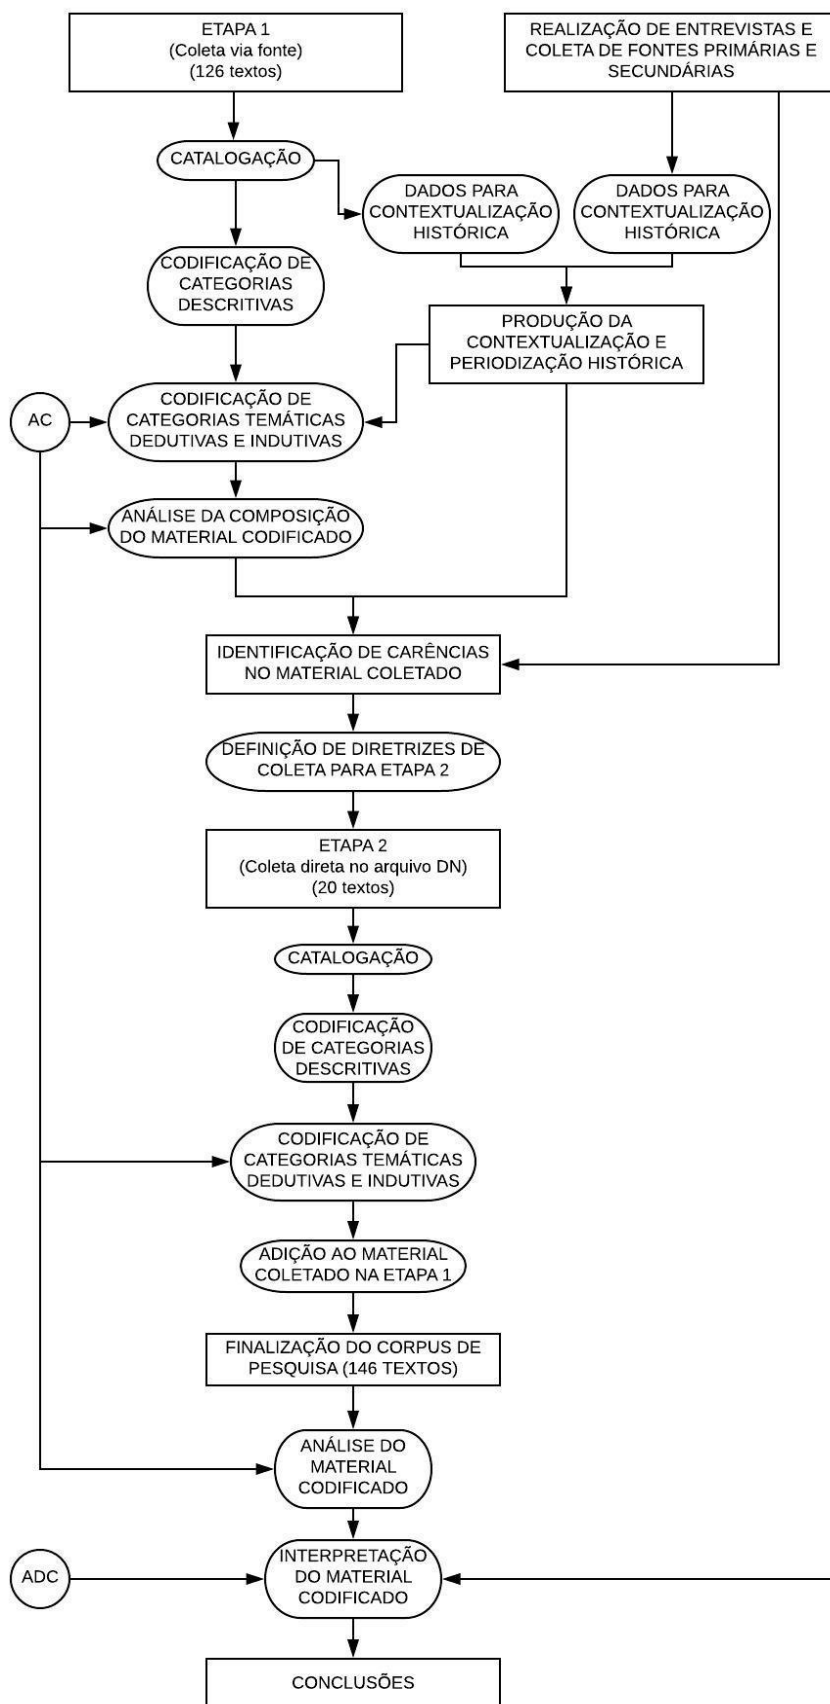 ETAPA 1
(Coleta via fonte)
(126 textos)
REALIZAÇÃO DE ENTREVISTAS E
COLETA DE FONTES PRIMÁRIAS E
SECUNDÁRIAS
CATALOGAÇÃO
DADOS PARA
CONTEXTUALIZAÇÃO
HISTÓRICA
DADOS PARA
CONTEXTUALIZAÇÃO
HISTÓRICA
CODIFICAÇÃO DE
CATEGORIAS
DESCRITIVAS
PRODUÇÃO DA
CONTEXTUALIZAÇÃO E
PERIODIZAÇÃO HISTÓRICA
AC
CODIFICAÇÃO DE
CATEGORIAS TEMÁTICAS
DEDUTIVAS E INDUTIVAS
ANÁLISE DA COMPOSIÇÃO
DO MATERIAL CODIFICADO
IDENTIFICAÇÃO DE CARÊNCIAS
NO MATERIAL COLETADO
DEFINIÇÃO DE DIRETRIZES DE
COLETA PARA ETAPA 2
ETAPA 2
(Coleta direta no arquivo DN)
(20 textos)
CATALOGAÇÃO
CODIFICAÇÃO
DE CATEGORIAS
DESCRITIVAS
CODIFICAÇÃO DE
CATEGORIAS TEMÁTICAS
DEDUTIVAS E INDUTIVAS
ADIÇÃO AO MATERIAL
COLETADO NA ETAPA 1
FINALIZAÇÃO DO CORPUS DE
PESQUISA (146 TEXTOS)
ANÁLISE DO
MATERIAL
CODIFICADO
ADC
INTERPRETAÇÃO
DO MATERIAL
CODIFICADO
CONCLUSÕES